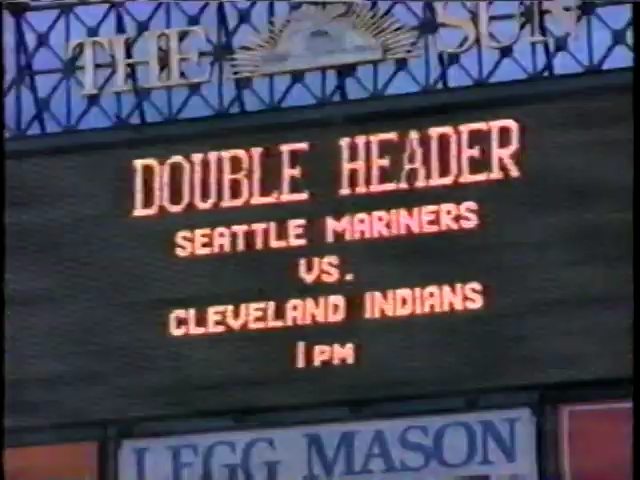 THE SUN
DOUBLE HEADER
SEATTLE MARINERS
VS.
CLEVELAND INDIANS
1 PM
LEGG MASON